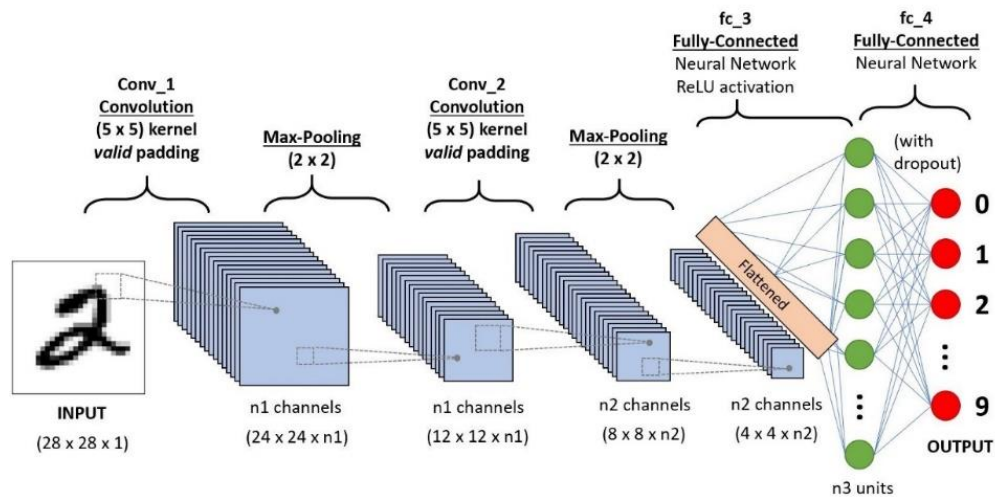 fc_3
Fully-Connected
Neural Network
ReLU activation
fc_4
Fully-Connected
Neural Network
Conv_1
Convolution
(5 x 5) kernel
valid padding
Max-Pooling
(2 x 2)
Conv_2
Convolution
(5 x 5) kernel
valid padding
Max-Pooling
(2 x 2)
(with
dropout)
0
1
2
9
Flattened
INPUT
(28 x 28 x 1)
n1 channels
(24 x 24 x n1)
n1 channels
(12 x 12 x n1)
n2 channels
(8 x 8 x n2)
n2 channels
(4 x 4 x n2)
OUTPUT
n3 units